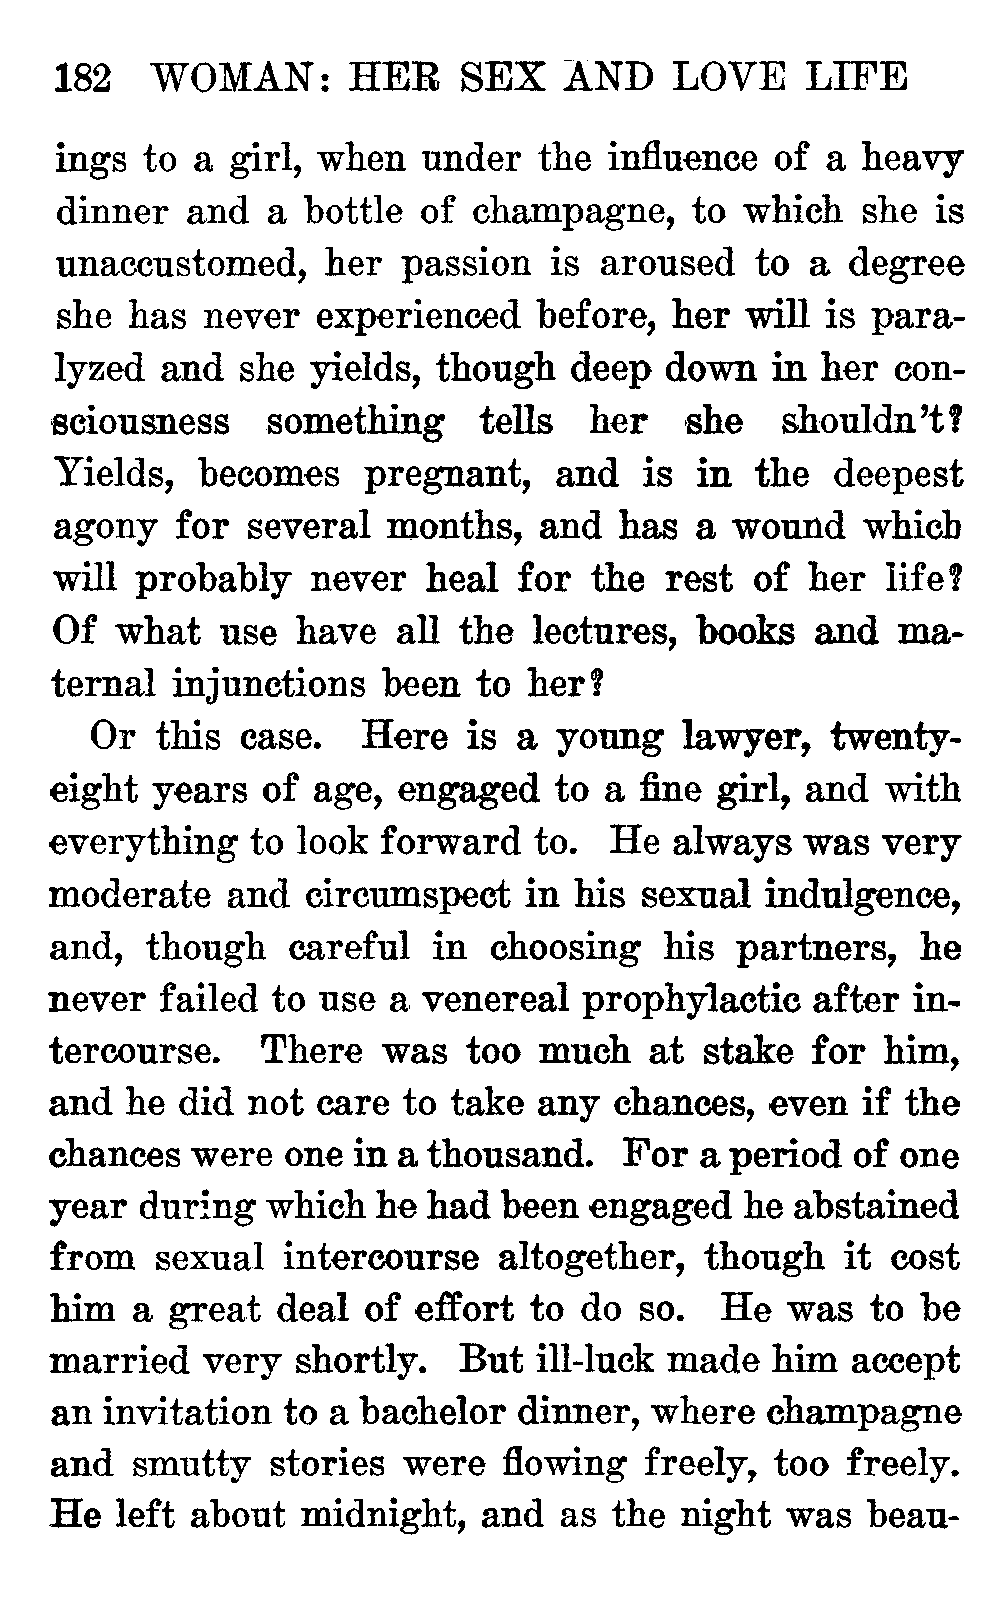 182 WOMAN: HER SEX AND LOVE LIFE
ings to a girl, when under the influence of a heavy
dinner and a bottle of champagne, to which she is
unaccustomed, her passion is aroused to a degree
she has never experienced before, her will is para-
lyzed and she yields, though deep down in her con-
sciousness something tells her she shouldn't?
Yields, becomes pregnant, and is in the deepest
agony for several months, and has a wound which
will probably never heal for the rest of her life?
Of what use have all the lectures, books and ma-
ternal injunctions been to her?
Or this case. Here is a young lawyer, twenty-
eight years of age, engaged to a fine girl, and with
everything to look forward to. He always was very
moderate and circumspect in his sexual indulgence,
and, though careful in choosing his partners, he
never failed to use a venereal prophylactic after in-
tercourse. There was too much at stake for him,
and he did not care to take any chances, even if the
chances were one in a thousand. For a period of one
year during which he had been engaged he abstained
from sexual intercourse altogether, though it cost
him a great deal of effort to do so. He was to be
married very shortly. But ill-luck made him accept
an invitation to a bachelor dinner, where champagne
and smutty stories were flowing freely, too freely.
He left about midnight, and as the night was beau-